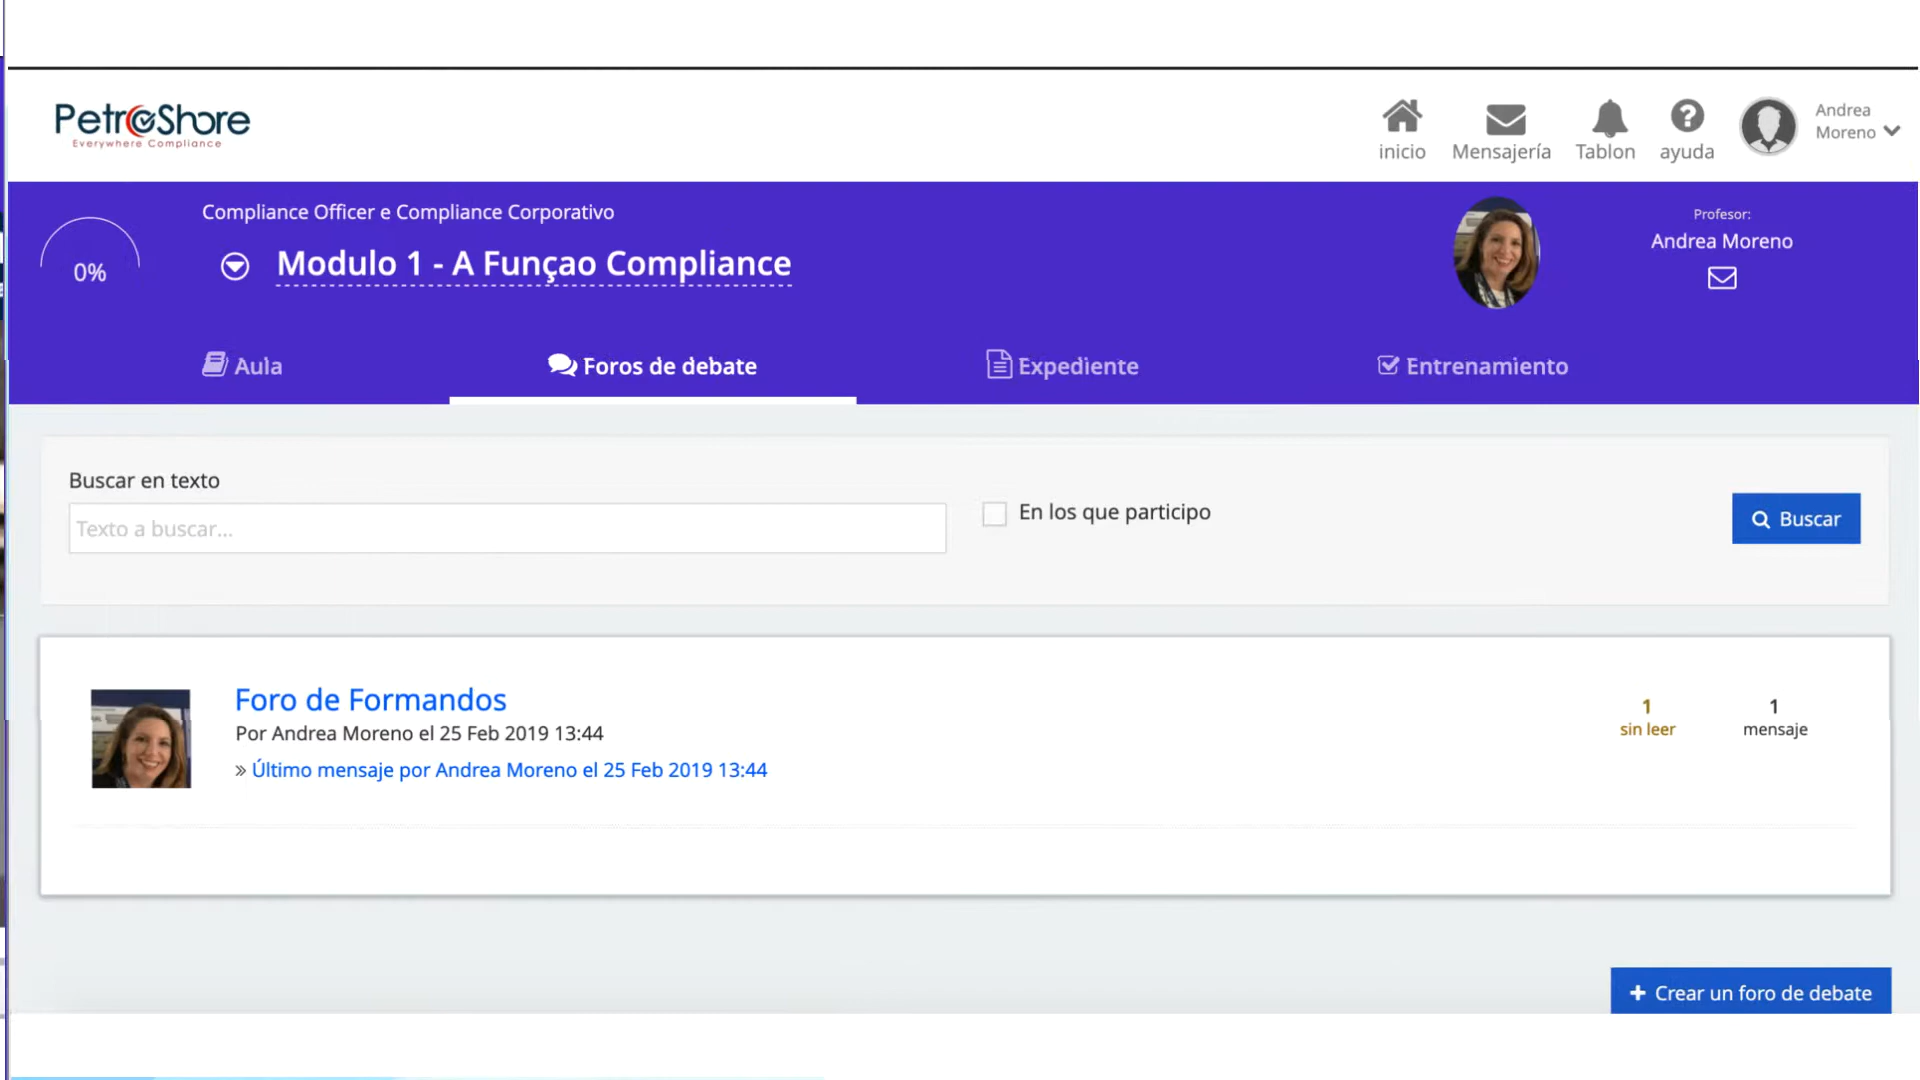 PetroShore
Everywhere Compliance
inicio
Mensajería
Tablon
ayuda
Andrea
Moreno
0%
Compliance Officer e Compliance Corporativo
Modulo 1 - A Funçao Compliance
Profesor:
Andrea Moreno
Aula
Foros de debate
Expediente
Entrenamiento
Buscar en texto
Texto a buscar...
En los que participo
Buscar
Foro de Formandos
Por Andrea Moreno el 25 Feb 2019 13:44
» Último mensaje por Andrea Moreno el 25 Feb 2019 13:44
1
sin leer
1
mensaje
+ Crear un foro de debate